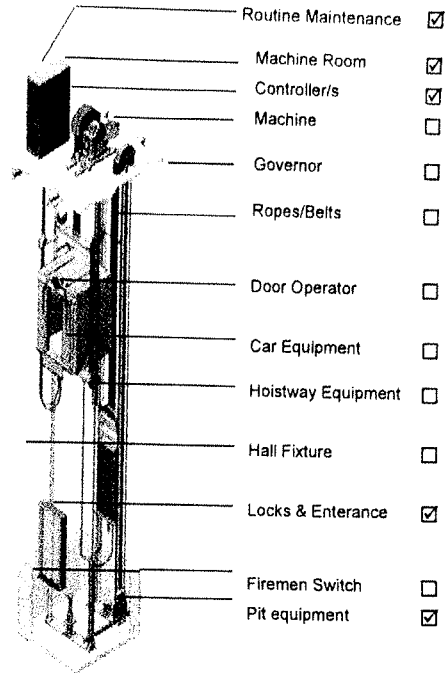 Routine Maintenance ☑
Machine Room ☑
Controller/s ☑
Machine ☐
Governor ☐
Ropes/Belts ☐
Door Operator ☐
Car Equipment ☐
Hoistway Equipment ☐
Hall Fixture ☐
Locks & Enterance ☑
Firemen Switch ☐
Pit equipment ☑